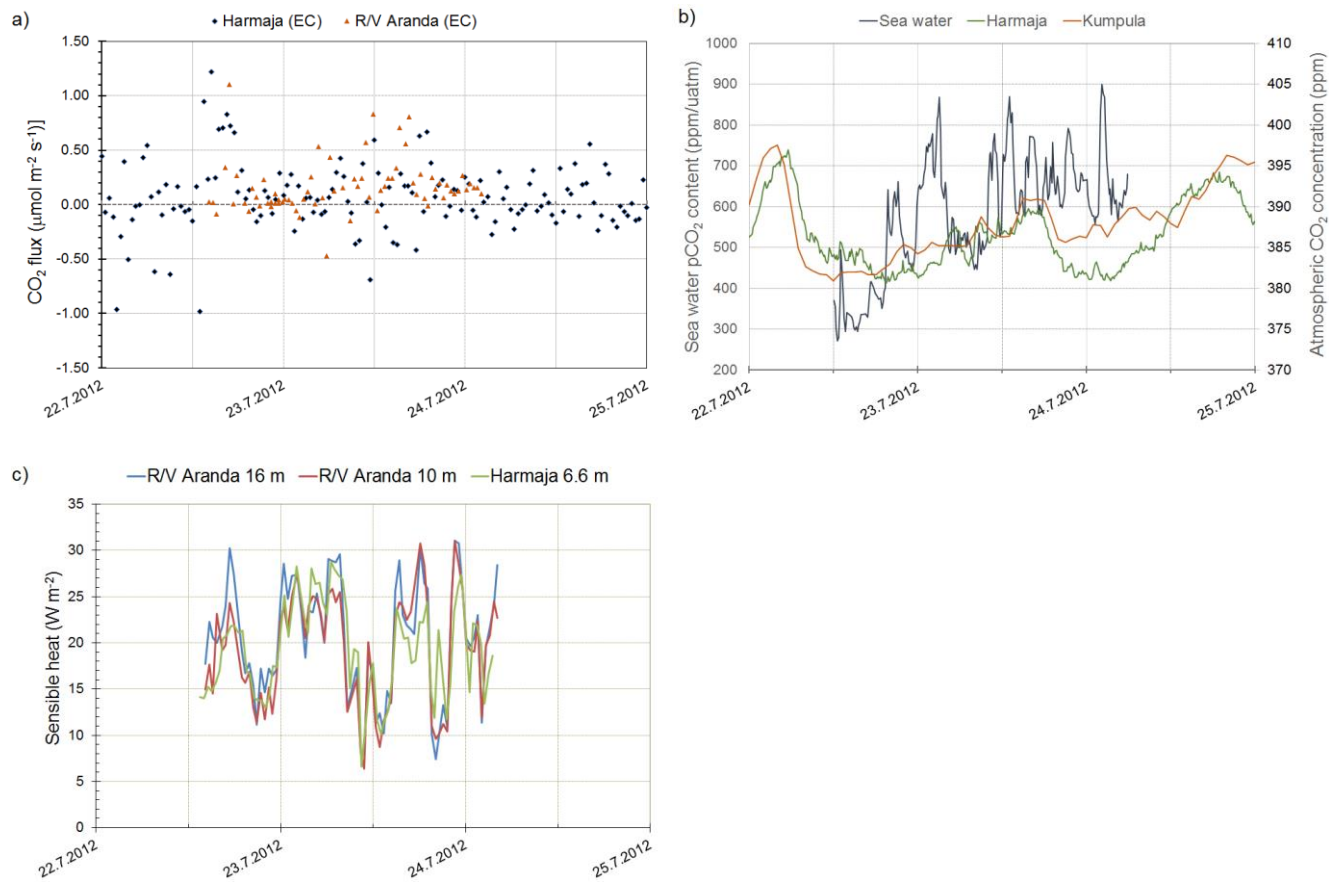 a)
Harmaja (EC) R/V Aranda (EC)
1.50
1.00
0.50
0.00
-0.50
-1.00
-1.50
CO2 flux (μmol m-2 s-1)]
22.7.2012 23.7.2012 24.7.2012 25.7.2012
b)
Sea water Harmaja Kumpula
1000 410
900 405
800 400
700 395
600 390
500 385
400 380
300 375
200 370
Sea water pCO2 content (ppm/uatm)
Atmospheric CO2 concentration (ppm)
22.7.2012 23.7.2012 24.7.2012 25.7.2012
c)
R/V Aranda 16 m R/V Aranda 10 m Harmaja 6.6 m
35
30
25
20
15
10
5
0
Sensible heat (W m-2)
22.7.2012 23.7.2012 24.7.2012 25.7.2012